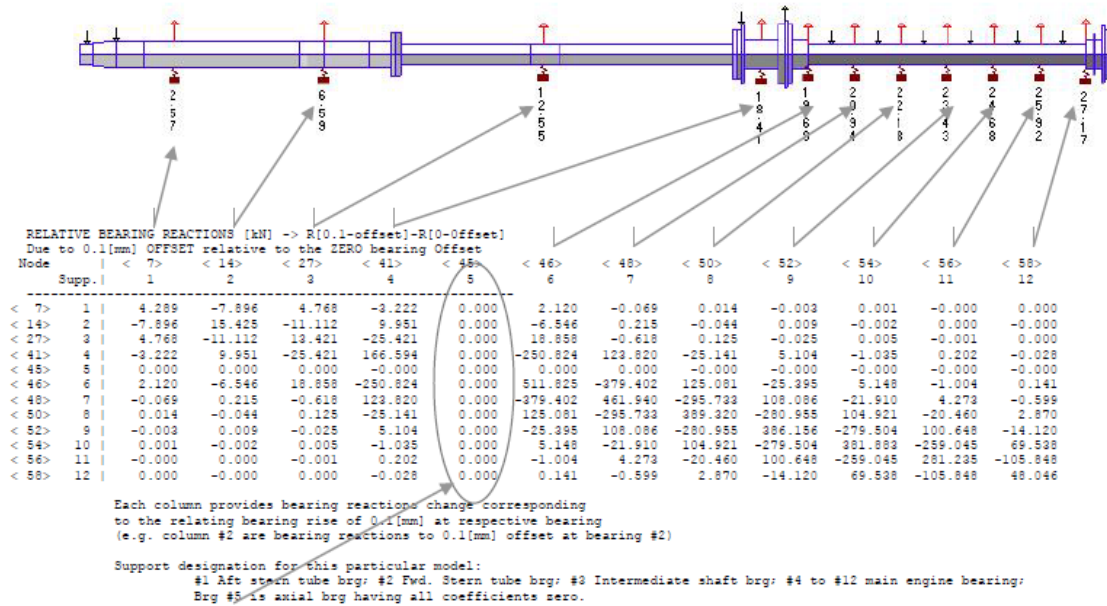 2.57 6.59 12.55 18.41 19.69 20.94 22.18 23.43 24.68 25.92 27.17
RELATIVE BEARING REACTIONS [kN] -> R[0.1-offset]-R[0-Offset]
Due to 0.1[mm] OFFSET relative to the ZERO bearing Offset
Node | < 7> < 14> < 27> < 41> < 45> < 46> < 48> < 50> < 52> < 54> < 56> < 58>
Supp.| 1 2 3 4 5 6 7 8 9 10 11 12
< 7> 1 | 4.289 -7.896 4.768 -3.222 0.000 2.120 -0.069 0.014 -0.003 0.001 -0.000 0.000
< 14> 2 | -7.896 15.425 -11.112 9.951 0.000 -6.546 0.215 -0.044 0.009 -0.002 0.000 -0.000
< 27> 3 | 4.768 -11.112 13.421 -25.421 0.000 18.858 -0.618 0.125 -0.025 0.005 -0.001 0.000
< 41> 4 | -3.222 9.951 -25.421 166.594 0.000 -250.824 123.820 -25.141 5.104 -1.035 0.202 -0.028
< 45> 5 | 0.000 0.000 -0.000 -0.000 0.000 0.000 0.000 -0.000 -0.000 -0.000 -0.000 0.000
< 46> 6 | 2.120 -6.546 18.858 -250.824 0.000 511.825 -379.402 125.081 -25.395 5.148 -1.004 0.141
< 48> 7 | -0.069 0.215 -0.618 123.820 0.000 -379.402 461.940 -295.733 108.086 -21.910 4.273 -0.599
< 50> 8 | 0.014 -0.044 0.125 -25.141 0.000 125.081 -295.733 389.320 -280.955 104.921 -20.460 2.870
< 52> 9 | -0.003 0.009 -0.025 5.104 0.000 -25.395 108.086 -280.955 386.156 -279.504 100.648 -14.120
< 54> 10 | 0.001 -0.002 0.005 -1.035 0.000 5.148 -21.910 104.921 -279.504 381.883 -259.045 69.538
< 56> 11 | -0.000 0.000 -0.001 0.202 0.000 -1.004 4.273 -20.460 100.648 -259.045 281.235 -105.848
< 58> 12 | 0.000 -0.000 0.000 -0.028 0.000 0.141 -0.599 2.870 -14.120 69.538 -105.848 48.046
Each column provides bearing reactions change corresponding
to the relating bearing rise of 0.1[mm] at respective bearing
(e.g. column #2 are bearing reactions to 0.1[mm] offset at bearing #2)
Support designation for this particular model:
#1 Aft stern tube brg; #2 Fwd. Stern tube brg; #3 Intermediate shaft brg; #4 to #12 main engine bearing;
Brg #5 is axial brg having all coefficients zero.